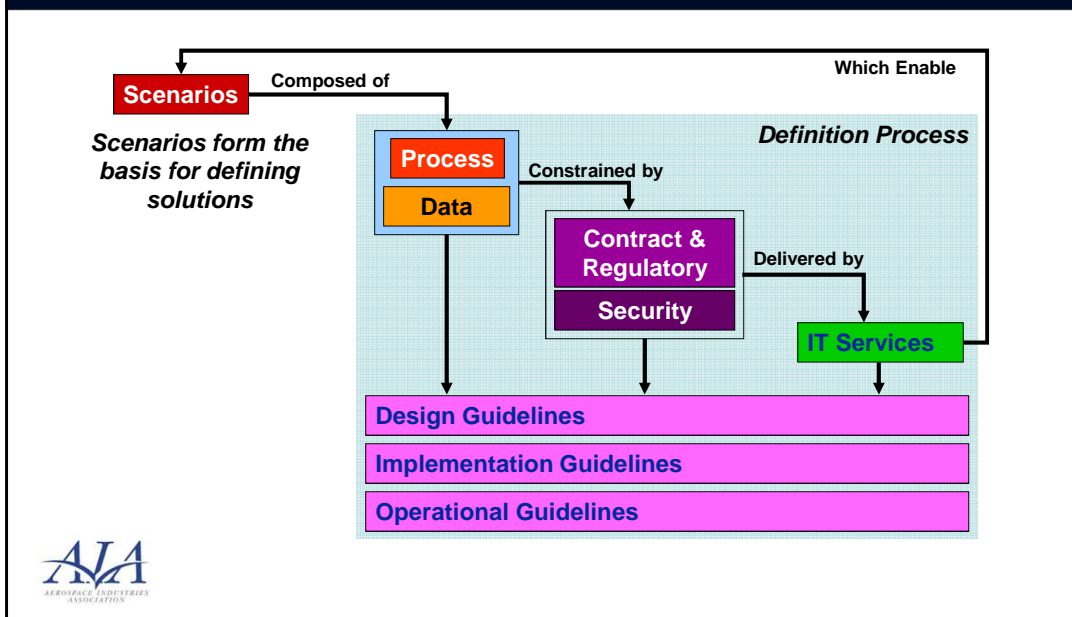 Which Enable
Scenarios
Composed of
Scenarios form the
basis for defining
solutions
Definition Process
Process
Data
Constrained by
Contract &
Regulatory
Security
Delivered by
IT Services
Design Guidelines
Implementation Guidelines
Operational Guidelines
AIA
AEROSPACE INDUSTRIES
ASSOCIATION